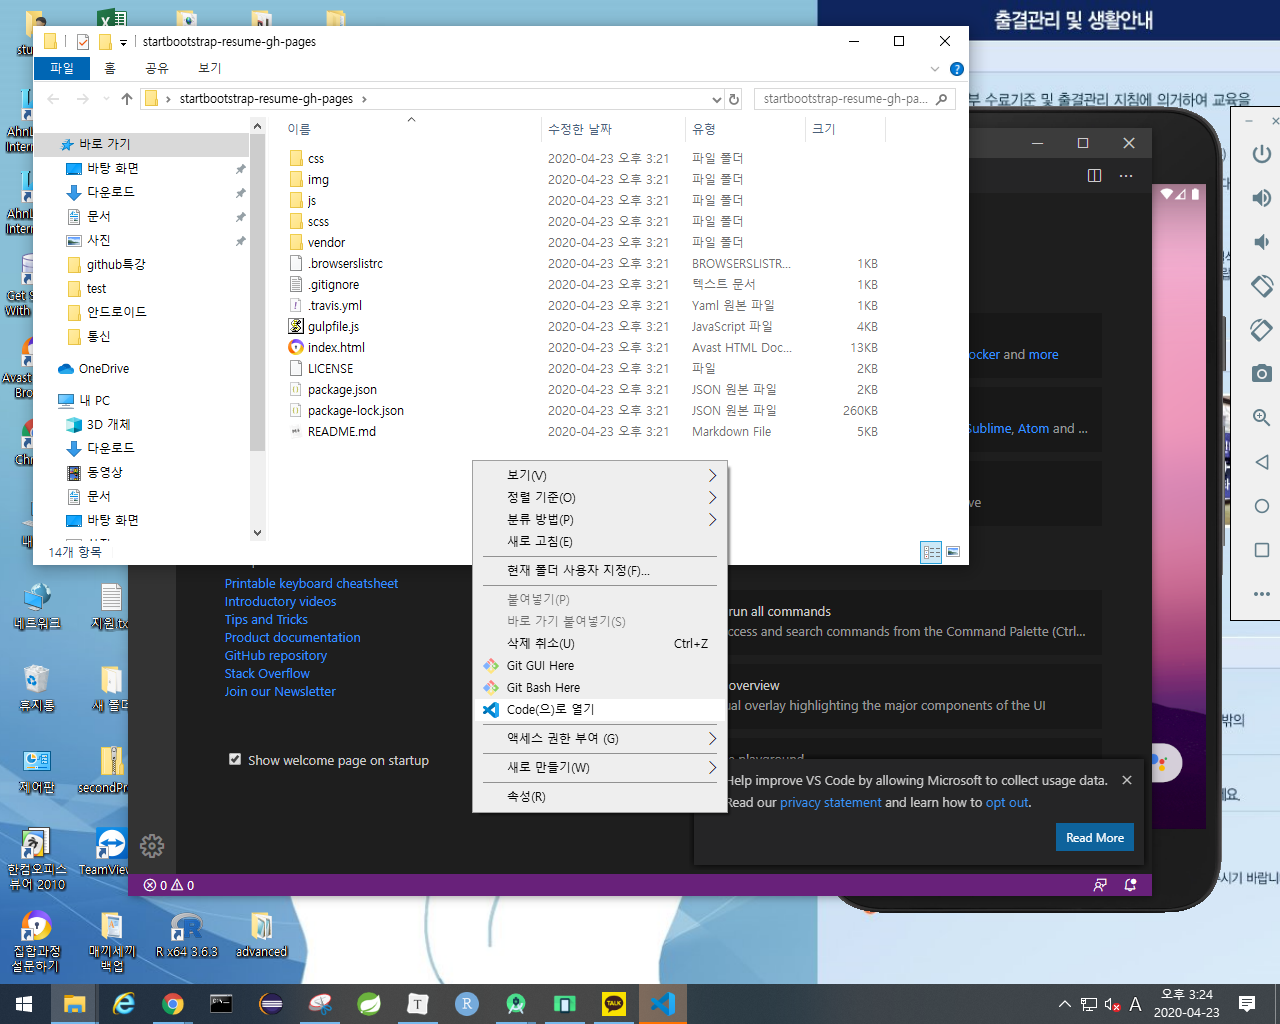 출결관리 및 생활안내
startbootstrap-resume-gh-pages
파일
홈
공유
보기
startbootstrap-resume-gh-pages
startbootstrap-resume-gh-pa...
부 수료기준 및 출결관리 지침에 의거하여 교육을
이름
수정한 날짜
유형
크기
바로 가기
바탕 화면
다운로드
문서
사진
github특강
test
안드로이드
통신
OneDrive
내 PC
3D 개체
다운로드
동영상
문서
바탕 화면
css 2020-04-23 오후 3:21 파일 폴더
img 2020-04-23 오후 3:21 파일 폴더
js 2020-04-23 오후 3:21 파일 폴더
scss 2020-04-23 오후 3:21 파일 폴더
vendor 2020-04-23 오후 3:21 파일 폴더
.browserslistrc 2020-04-23 오후 3:21 BROWSERSLISTR... 1KB
.gitignore 2020-04-23 오후 3:21 텍스트 문서 1KB
.travis.yml 2020-04-23 오후 3:21 Yaml 원본 파일 1KB
gulpfile.js 2020-04-23 오후 3:21 JavaScript 파일 4KB
index.html 2020-04-23 오후 3:21 Avast HTML Doc... 13KB
LICENSE 2020-04-23 오후 3:21 파일 2KB
package.json 2020-04-23 오후 3:21 JSON 원본 파일 2KB
package-lock.json 2020-04-23 오후 3:21 JSON 원본 파일 260KB
README.md 2020-04-23 오후 3:21 Markdown File 5KB
14개 항목
보기(V)
정렬 기준(O)
분류 방법(P)
새로 고침(E)
현재 폴더 사용자 지정(F)...
붙여넣기(P)
바로 가기 붙여넣기(S)
삭제 취소(U) Ctrl+Z
Git GUI Here
Git Bash Here
Code(으)로 열기
액세스 권한 부여 (G)
새로 만들기(W)
속성(R)
ocker and more
Sublime, Atom and ...
ve
run all commands
ccess and search commands from the Command Palette (Ctrl...
overview
ual overlay highlighting the major components of the UI
playground
Printable keyboard cheatsheet
Introductory videos
Tips and Tricks
Product documentation
GitHub repository
Stack Overflow
Join our Newsletter
Show welcome page on startup
Help improve VS Code by allowing Microsoft to collect usage data.
Read our privacy statement and learn how to opt out.
Read More
0 0
밖의
시기 바랍니
네트워크
지원.tx
휴지통
새 폴더
제어판
secondPr
한컴오피스
뷰어 2010
TeamView
집합과정
설문하기
매끼세끼
백업
R x64 3.6.3
advanced
TALK
A
오후 3:24
2020-04-23